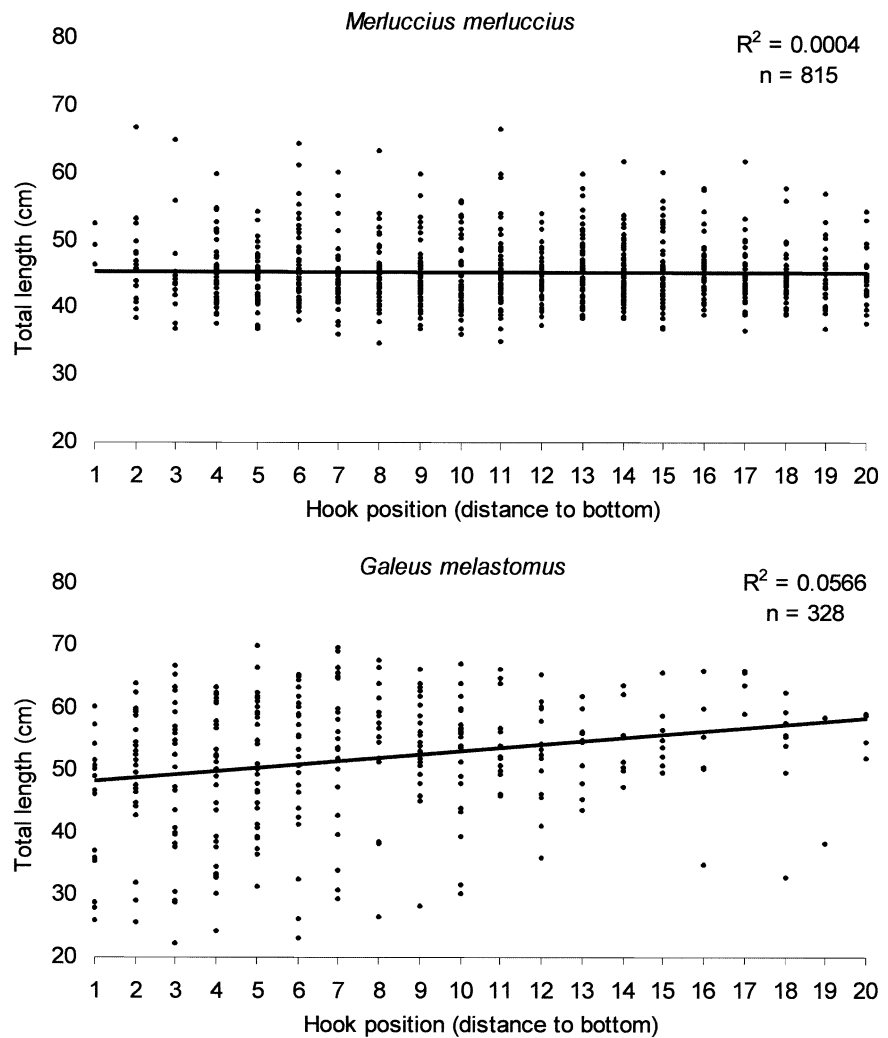 Merluccius merluccius
R² = 0.0004
n = 815
Total length (cm)
80
70
60
50
40
30
20
1 2 3 4 5 6 7 8 9 10 11 12 13 14 15 16 17 18 19 20
Hook position (distance to bottom)
Galeus melastomus
R² = 0.0566
n = 328
Total length (cm)
80
70
60
50
40
30
20
1 2 3 4 5 6 7 8 9 10 11 12 13 14 15 16 17 18 19 20
Hook position (distance to bottom)